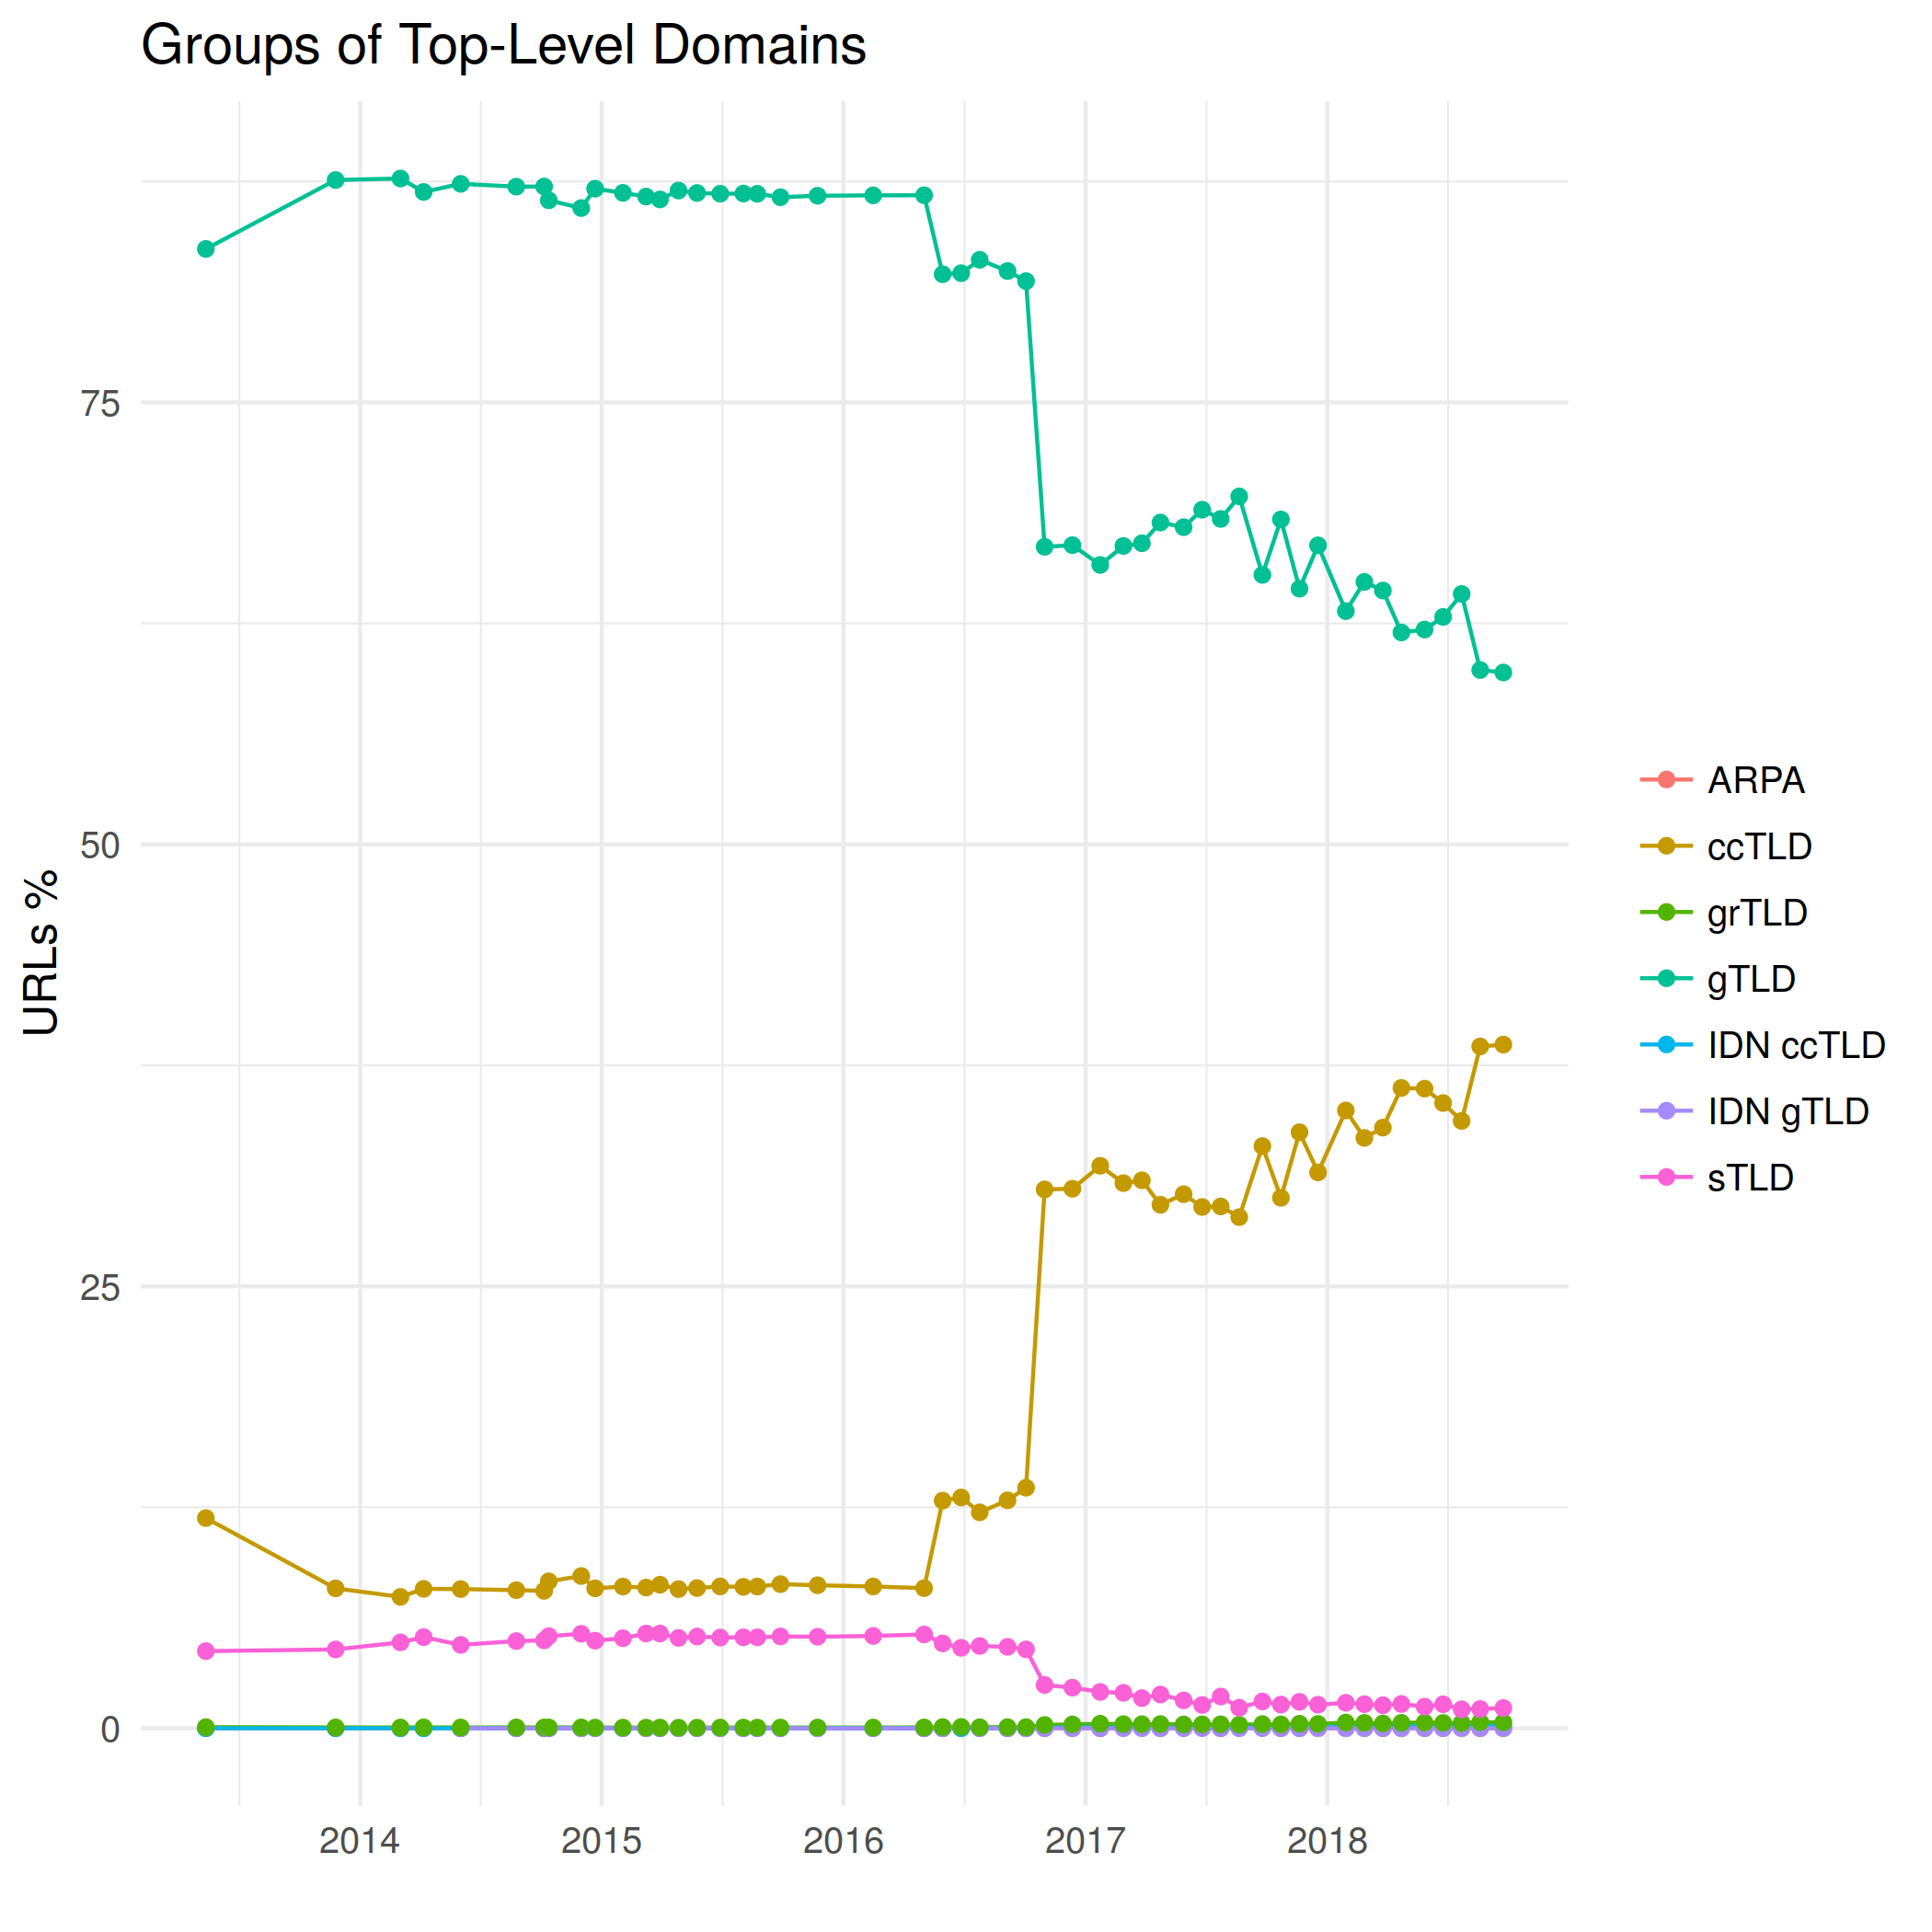 Groups of Top-Level Domains
URLs %
75
50
25
0
2014 2015 2016 2017 2018
ARPA
ccTLD
grTLD
gTLD
IDN ccTLD
IDN gTLD
sTLD